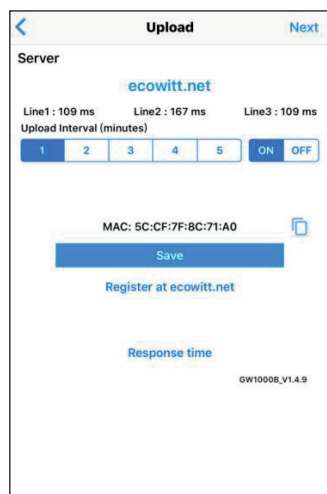 Upload Next
Server
ecowitt.net
Line1 : 109 ms Line2 : 167 ms Line3 : 109 ms
Upload Interval (minutes)
1 2 3 4 5 ON OFF
MAC: 5C:CF:7F:8C:71:A0
Save
Register at ecowitt.net
Response time
GW1000B_V1.4.9